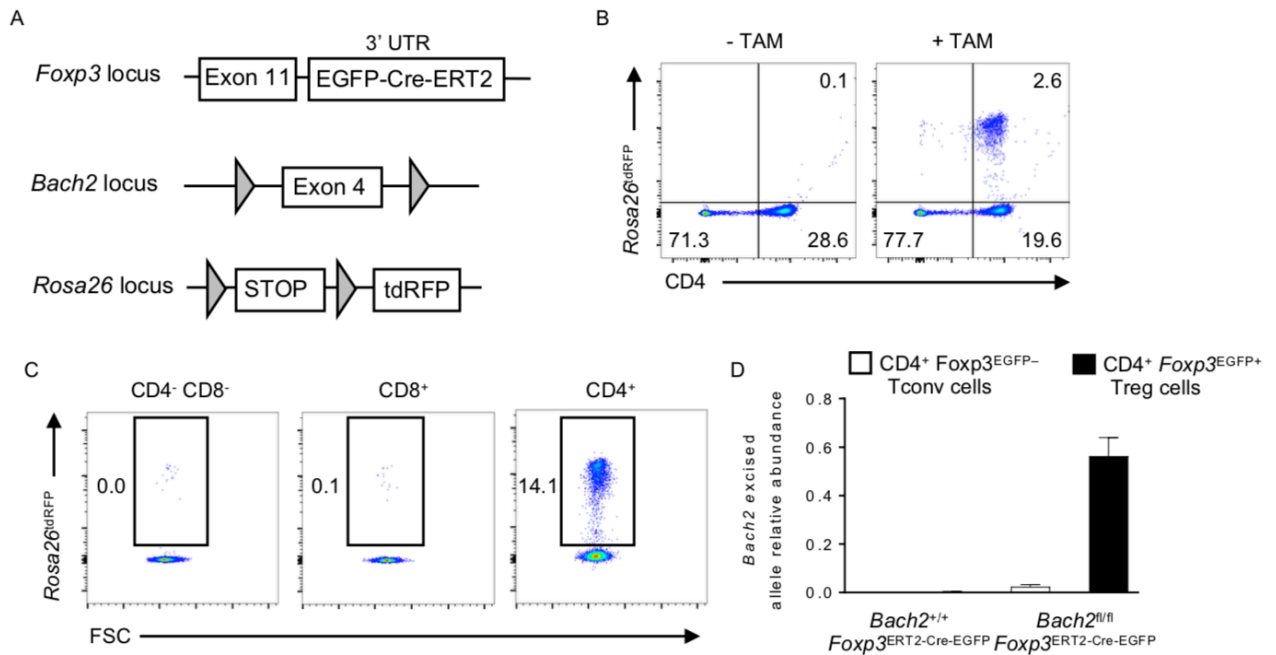 A
3’ UTR
Foxp3 locus
Exon 11
EGFP-Cre-ERT2
Bach2 locus
Exon 4
Rosa26 locus
STOP
tdRFP
B
- TAM
+ TAM
Rosa26tdRFP
0.1
71.3
28.6
2.6
77.7
19.6
CD4
C
CD4- CD8-
CD8+
CD4+
Rosa26tdRFP
0.0
0.1
14.1
FSC
D
CD4+ Foxp3EGFP–
Tconv cells
CD4+ Foxp3EGFP+
Treg cells
Bach2 excised
allele relative abundance
0.8
0.6
0.4
0.2
0.0
Bach2+/+
Foxp3ERT2-Cre-EGFP
Bach2fl/fl
Foxp3ERT2-Cre-EGFP